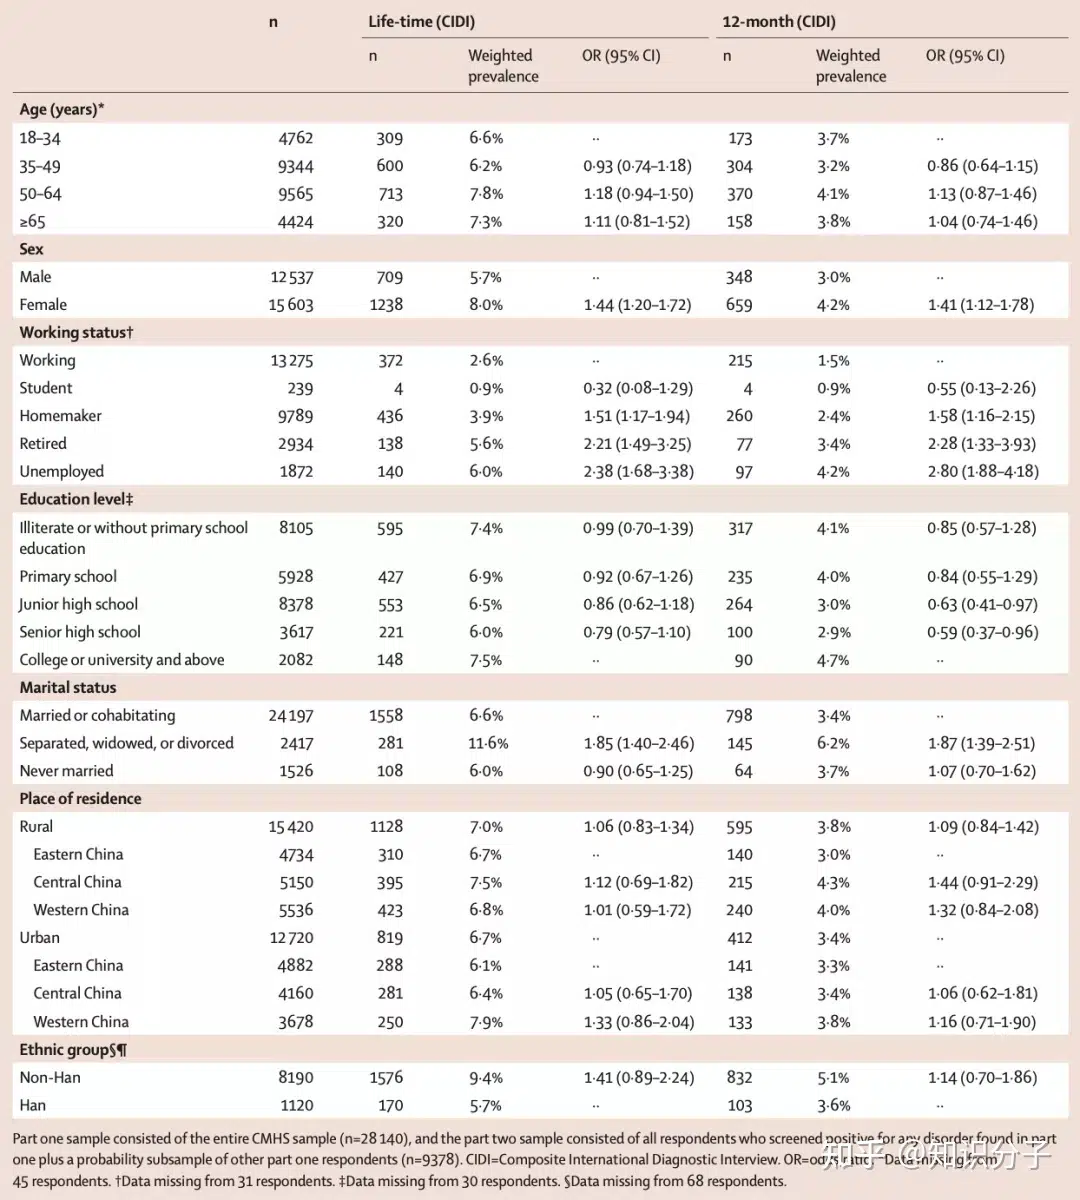 n Life-time (CIDI) 12-month (CIDI)
n Weighted prevalence OR (95% CI) n Weighted prevalence OR (95% CI)
Age (years)*
18–34 4762 309 6·6% ·· 173 3·7% ··
35–49 9344 600 6·2% 0·93 (0·74–1·18) 304 3·2% 0·86 (0·64–1·15)
50–64 9565 713 7·8% 1·18 (0·94–1·50) 370 4·1% 1·13 (0·87–1·46)
≥65 4424 320 7·3% 1·11 (0·81–1·52) 158 3·8% 1·04 (0·74–1·46)
Sex
Male 12 537 709 5·7% ·· 348 3·0% ··
Female 15 603 1238 8·0% 1·44 (1·20–1·72) 659 4·2% 1·41 (1·12–1·78)
Working status†
Working 13 275 372 2·6% ·· 215 1·5% ··
Student 239 4 0·9% 0·32 (0·08–1·29) 4 0·9% 0·55 (0·13–2·26)
Homemaker 9789 436 3·9% 1·51 (1·17–1·94) 260 2·4% 1·58 (1·16–2·15)
Retired 2934 138 5·6% 2·21 (1·49–3·25) 77 3·4% 2·28 (1·33–3·93)
Unemployed 1872 140 6·0% 2·38 (1·68–3·38) 97 4·2% 2·80 (1·88–4·18)
Education level‡
Illiterate or without primary school education 8105 595 7·4% 0·99 (0·70–1·39) 317 4·1% 0·85 (0·57–1·28)
Primary school 5928 427 6·9% 0·92 (0·67–1·26) 235 4·0% 0·84 (0·55–1·29)
Junior high school 8378 553 6·5% 0·86 (0·62–1·18) 264 3·0% 0·63 (0·41–0·97)
Senior high school 3617 221 6·0% 0·79 (0·57–1·10) 100 2·9% 0·59 (0·37–0·96)
College or university and above 2082 148 7·5% ·· 90 4·7% ··
Marital status
Married or cohabitating 24 197 1558 6·6% ·· 798 3·4% ··
Separated, widowed, or divorced 2417 281 11·6% 1·85 (1·40–2·46) 145 6·2% 1·87 (1·39–2·51)
Never married 1526 108 6·0% 0·90 (0·65–1·25) 64 3·7% 1·07 (0·70–1·62)
Place of residence
Rural 15 420 1128 7·0% 1·06 (0·83–1·34) 595 3·8% 1·09 (0·84–1·42)
Eastern China 4734 310 6·7% ·· 140 3·0% ··
Central China 5150 395 7·5% 1·12 (0·69–1·82) 215 4·3% 1·44 (0·91–2·29)
Western China 5536 423 6·8% 1·01 (0·59–1·72) 240 4·0% 1·32 (0·84–2·08)
Urban 12 720 819 6·7% ·· 412 3·4% ··
Eastern China 4882 288 6·1% ·· 141 3·3% ··
Central China 4160 281 6·4% 1·05 (0·65–1·70) 138 3·4% 1·06 (0·62–1·81)
Western China 3678 250 7·9% 1·33 (0·86–2·04) 133 3·8% 1·16 (0·71–1·90)
Ethnic group§¶
Non-Han 8190 1576 9·4% 1·41 (0·89–2·24) 832 5·1% 1·14 (0·70–1·86)
Han 1120 170 5·7% ·· 103 3·6% ··
Part one sample consisted of the entire CMHS sample (n=28 140), and the part two sample consisted of all respondents who screened positive for any disorder found in part
one plus a probability subsample of other part one respondents (n=9378). CIDI=Composite International Diagnostic Interview. OR=odds ratio. *Data missing from
45 respondents. †Data missing from 31 respondents. ‡Data missing from 30 respondents. §Data missing from 68 respondents.
知乎 @知识分子